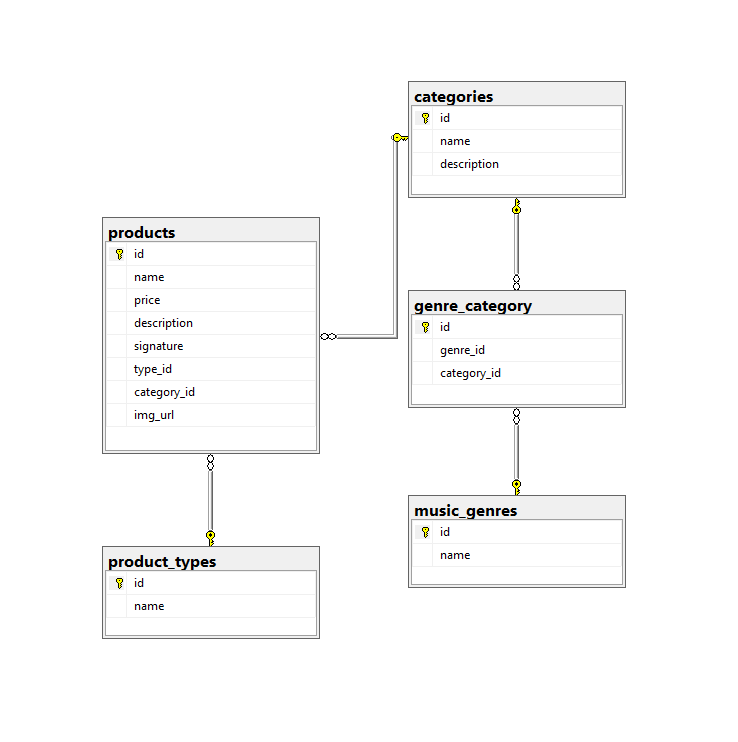 categories
id
name
description
products
id
name
price
description
signature
type_id
category_id
img_url
genre_category
id
genre_id
category_id
music_genres
id
name
product_types
id
name